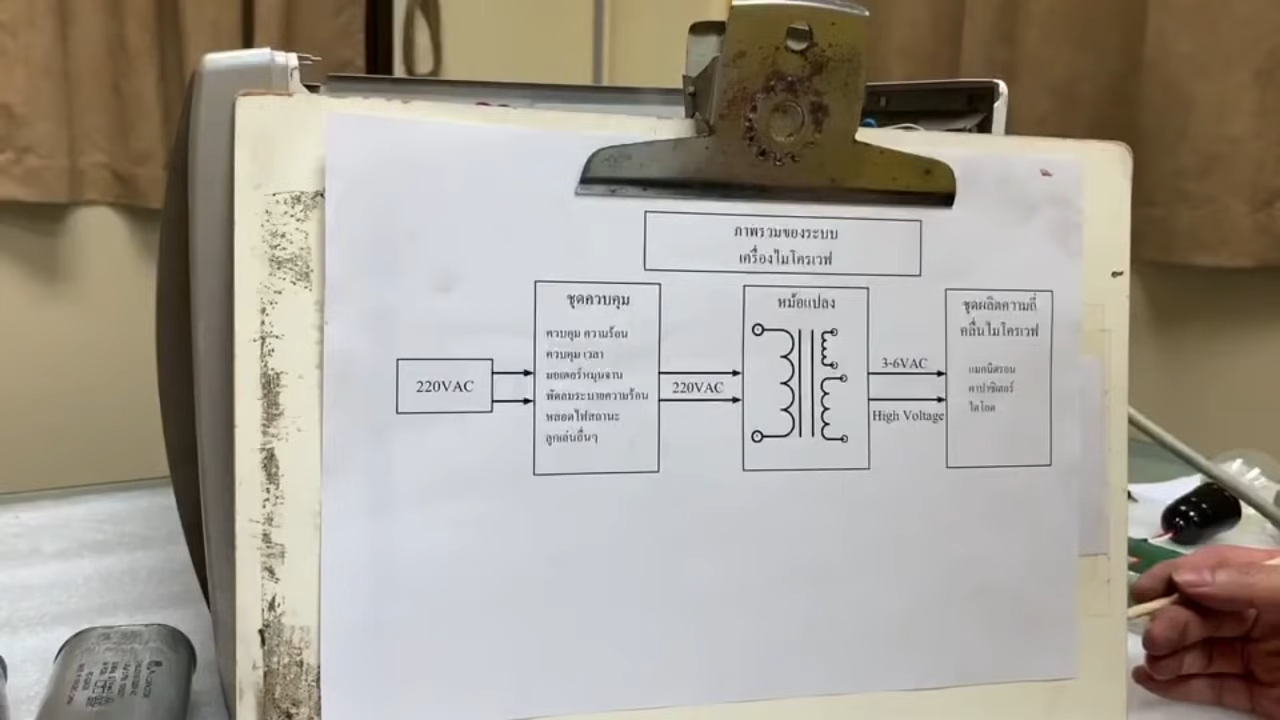 ภาพรวมของระบบ
เครื่องไมโครเวฟ
220VAC
ชุดควบคุม
ควบคุม ความร้อน
ควบคุม เวลา
มอเตอร์หมุนจาน
พัดลมระบายความร้อน
หลอดไฟสถานะ
ลูกเล่นอื่นๆ
220VAC
หม้อแปลง
3-6VAC
High Voltage
ชุดผลิตความถี่
คลื่นไมโครเวฟ
แมกนิตรอน
คาปาซิเตอร์
ไดโอด